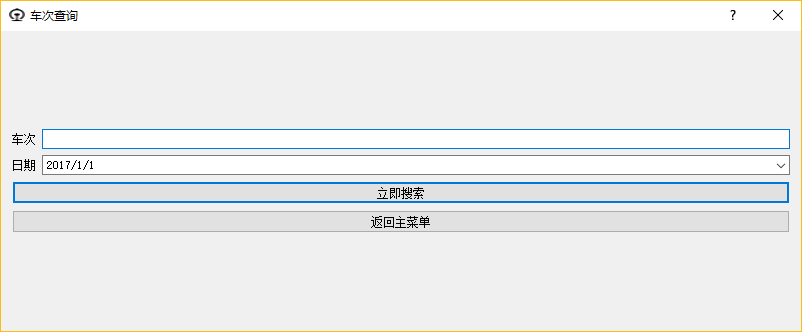 车次查询
?
车次
日期 2017/1/1
立即搜索
返回主菜单